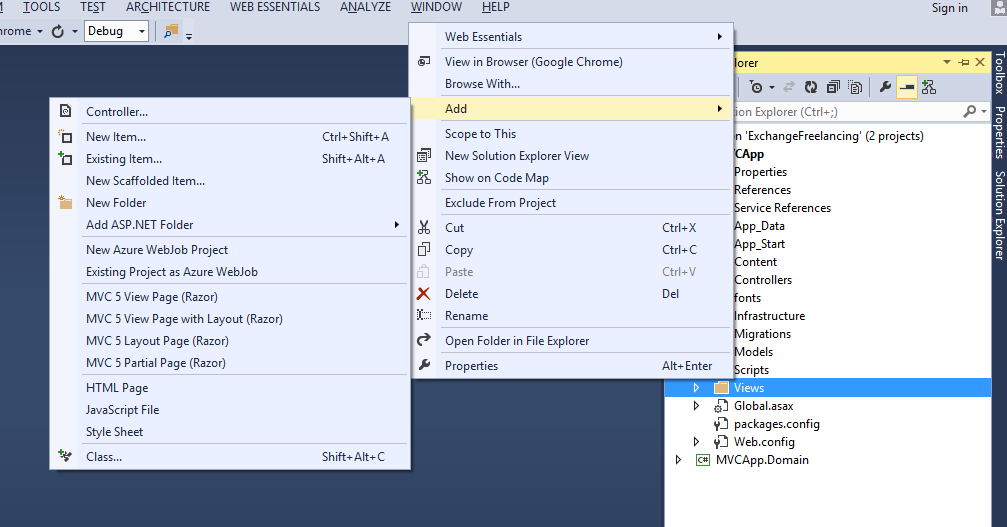 TOOLS TEST ARCHITECTURE WEB ESSENTIALS ANALYZE WINDOW HELP Sign in
hrome Debug
Web Essentials
View in Browser (Google Chrome)
Browse With...
Add
Scope to This
New Solution Explorer View
Show on Code Map
Exclude From Project
Cut Ctrl+X
Copy Ctrl+C
Paste Ctrl+V
Delete Del
Rename
Open Folder in File Explorer
Properties Alt+Enter
Controller...
New Item... Ctrl+Shift+A
Existing Item... Shift+Alt+A
New Scaffolded Item...
New Folder
Add ASP.NET Folder
New Azure WebJob Project
Existing Project as Azure WebJob
MVC 5 View Page (Razor)
MVC 5 View Page with Layout (Razor)
MVC 5 Layout Page (Razor)
MVC 5 Partial Page (Razor)
HTML Page
JavaScript File
Style Sheet
Class... Shift+Alt+C
lorer
ion Explorer (Ctrl+;)
n 'ExchangeFreelancing' (2 projects)
CApp
Properties
References
Service References
App_Data
App_Start
Content
Controllers
fonts
Infrastructure
Migrations
Models
Scripts
Views
Global.asax
packages.config
Web.config
C# MVCApp.Domain
Toolbox
Properties
Solution Explorer